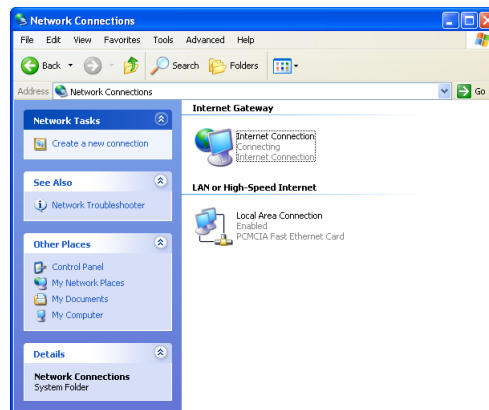 Network Connections
File Edit View Favorites Tools Advanced Help
Back Search Folders
Address Network Connections Go
Network Tasks
Create a new connection
See Also
Network Troubleshooter
Other Places
Control Panel
My Network Places
My Documents
My Computer
Details
Network Connections
System Folder
Internet Gateway
Internet Connection
Connecting
Internet Connection
LAN or High-Speed Internet
Local Area Connection
Enabled
PCMCIA Fast Ethernet Card